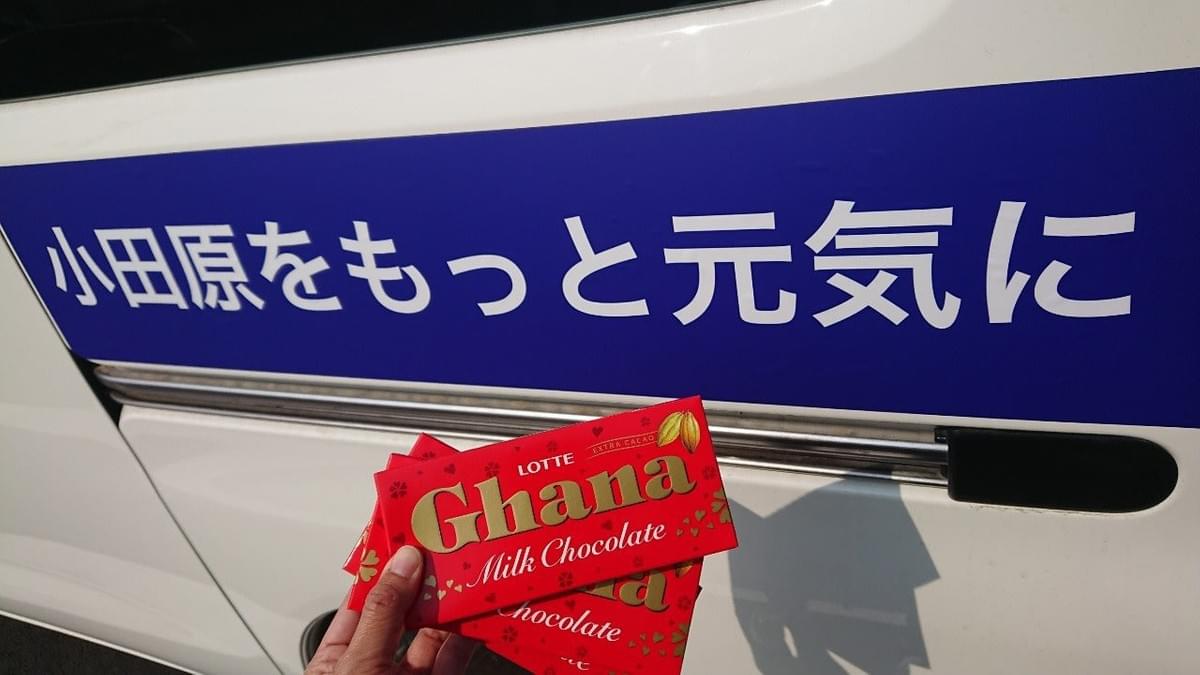 小田原をもっと元気に
LOTTE
EXTRA CACAO
Ghana
Milk Chocolate
Chocolate